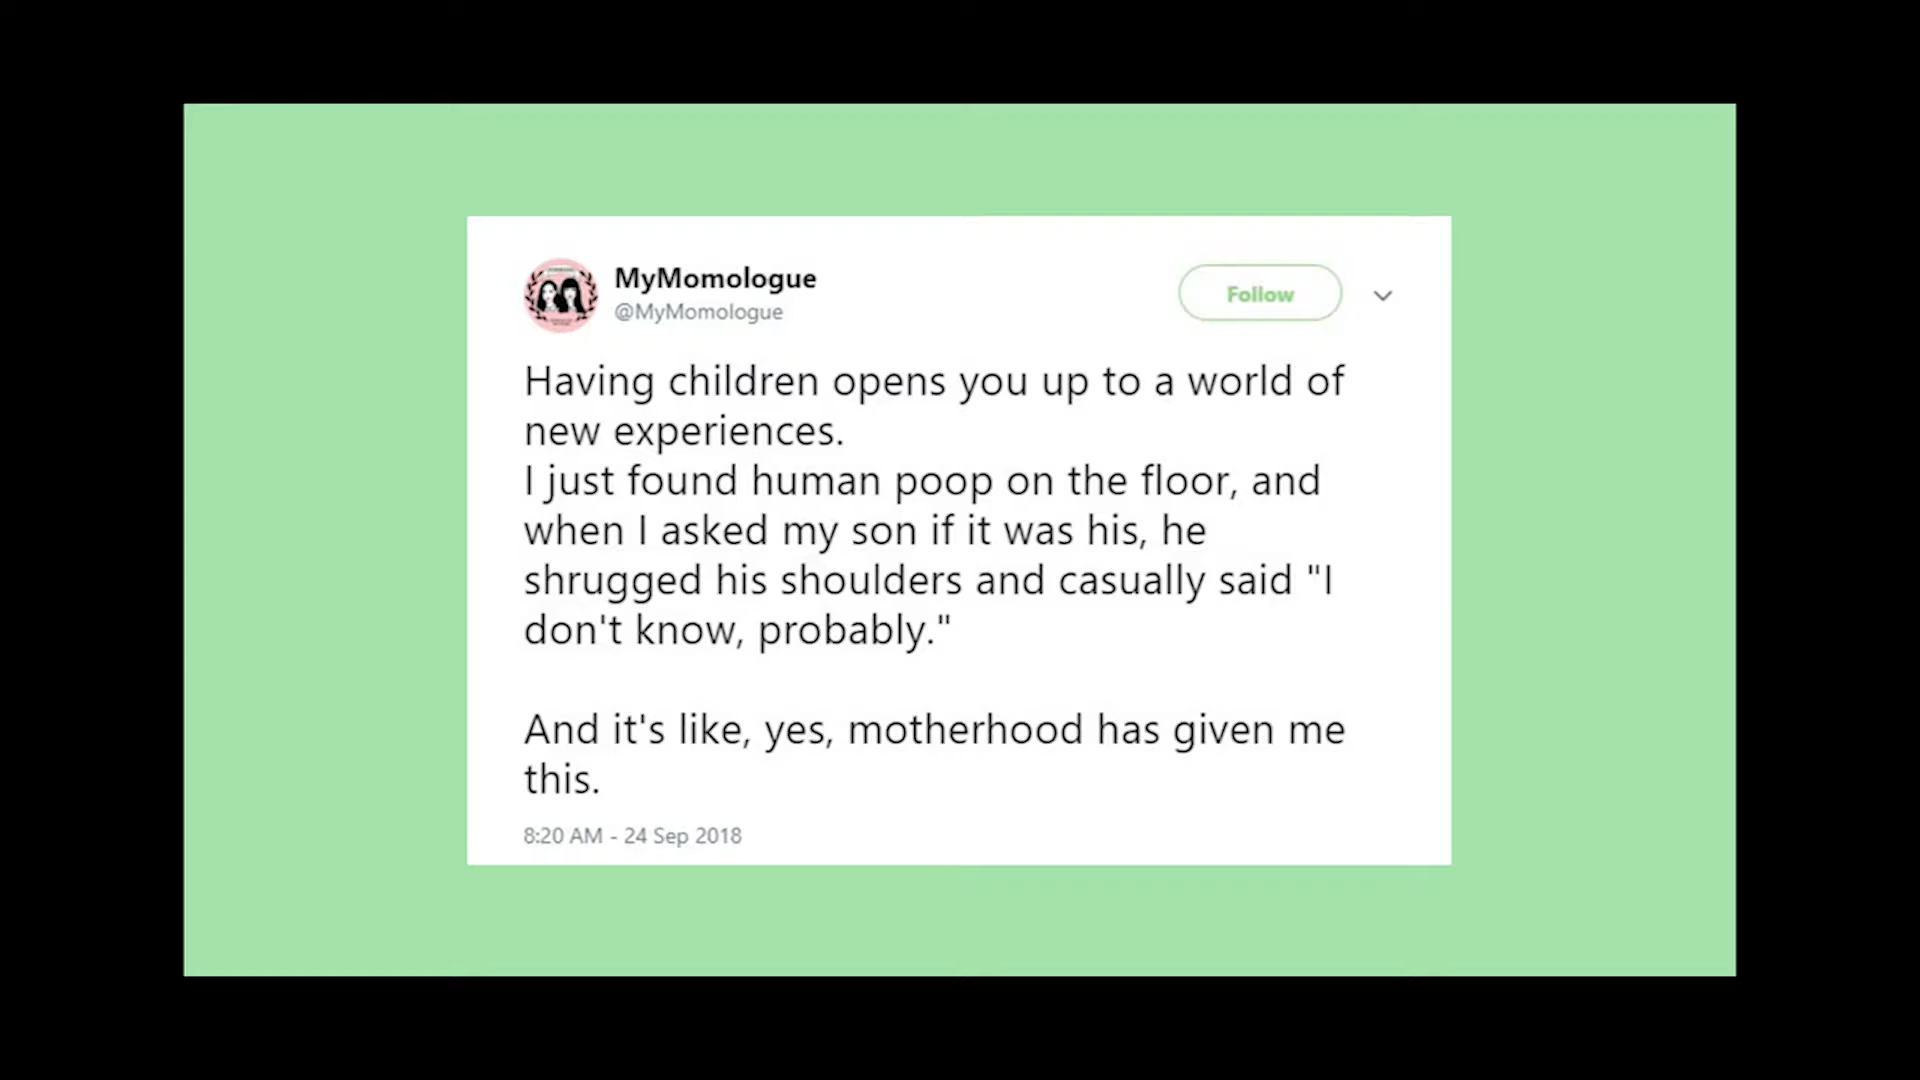 MyMomologue
@MyMomologue
Follow
Having children opens you up to a world of
new experiences.
I just found human poop on the floor, and
when I asked my son if it was his, he
shrugged his shoulders and casually said "I
don't know, probably."
And it's like, yes, motherhood has given me
this.
8:20 AM - 24 Sep 2018